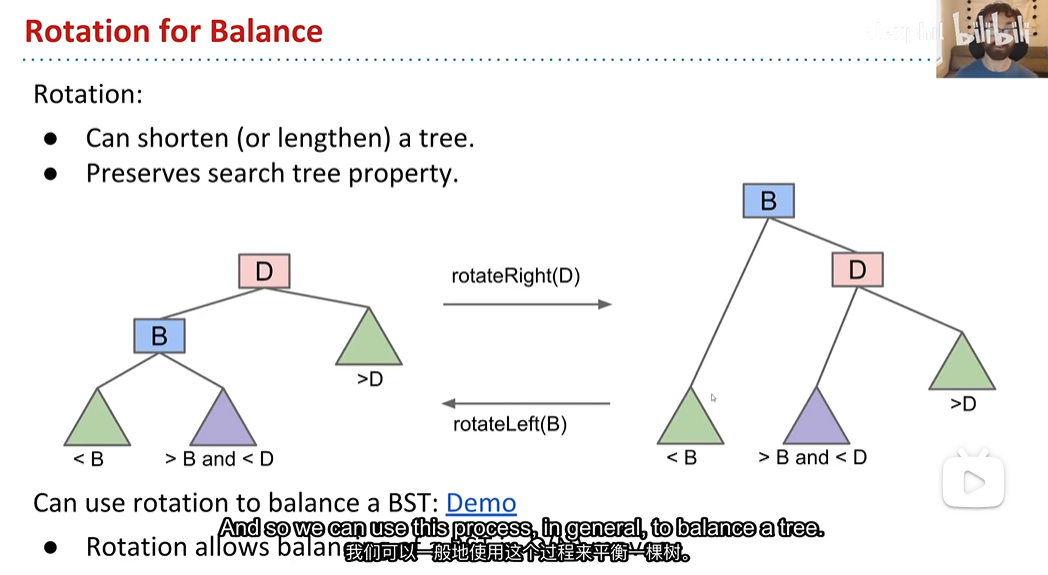 Rotation for Balance
bilibili
Rotation:
● Can shorten (or lengthen) a tree.
● Preserves search tree property.
B
D
rotateRight(D)
D
B
>D
>D
rotateLeft(B)
< B
> B and < D
< B
> B and < D
Can use rotation to balance a BST: Demo
And so we can use this process, in general, to balance a tree.
● Rotation allows balan
我们可以一般地使用这个过程来平衡一棵树。